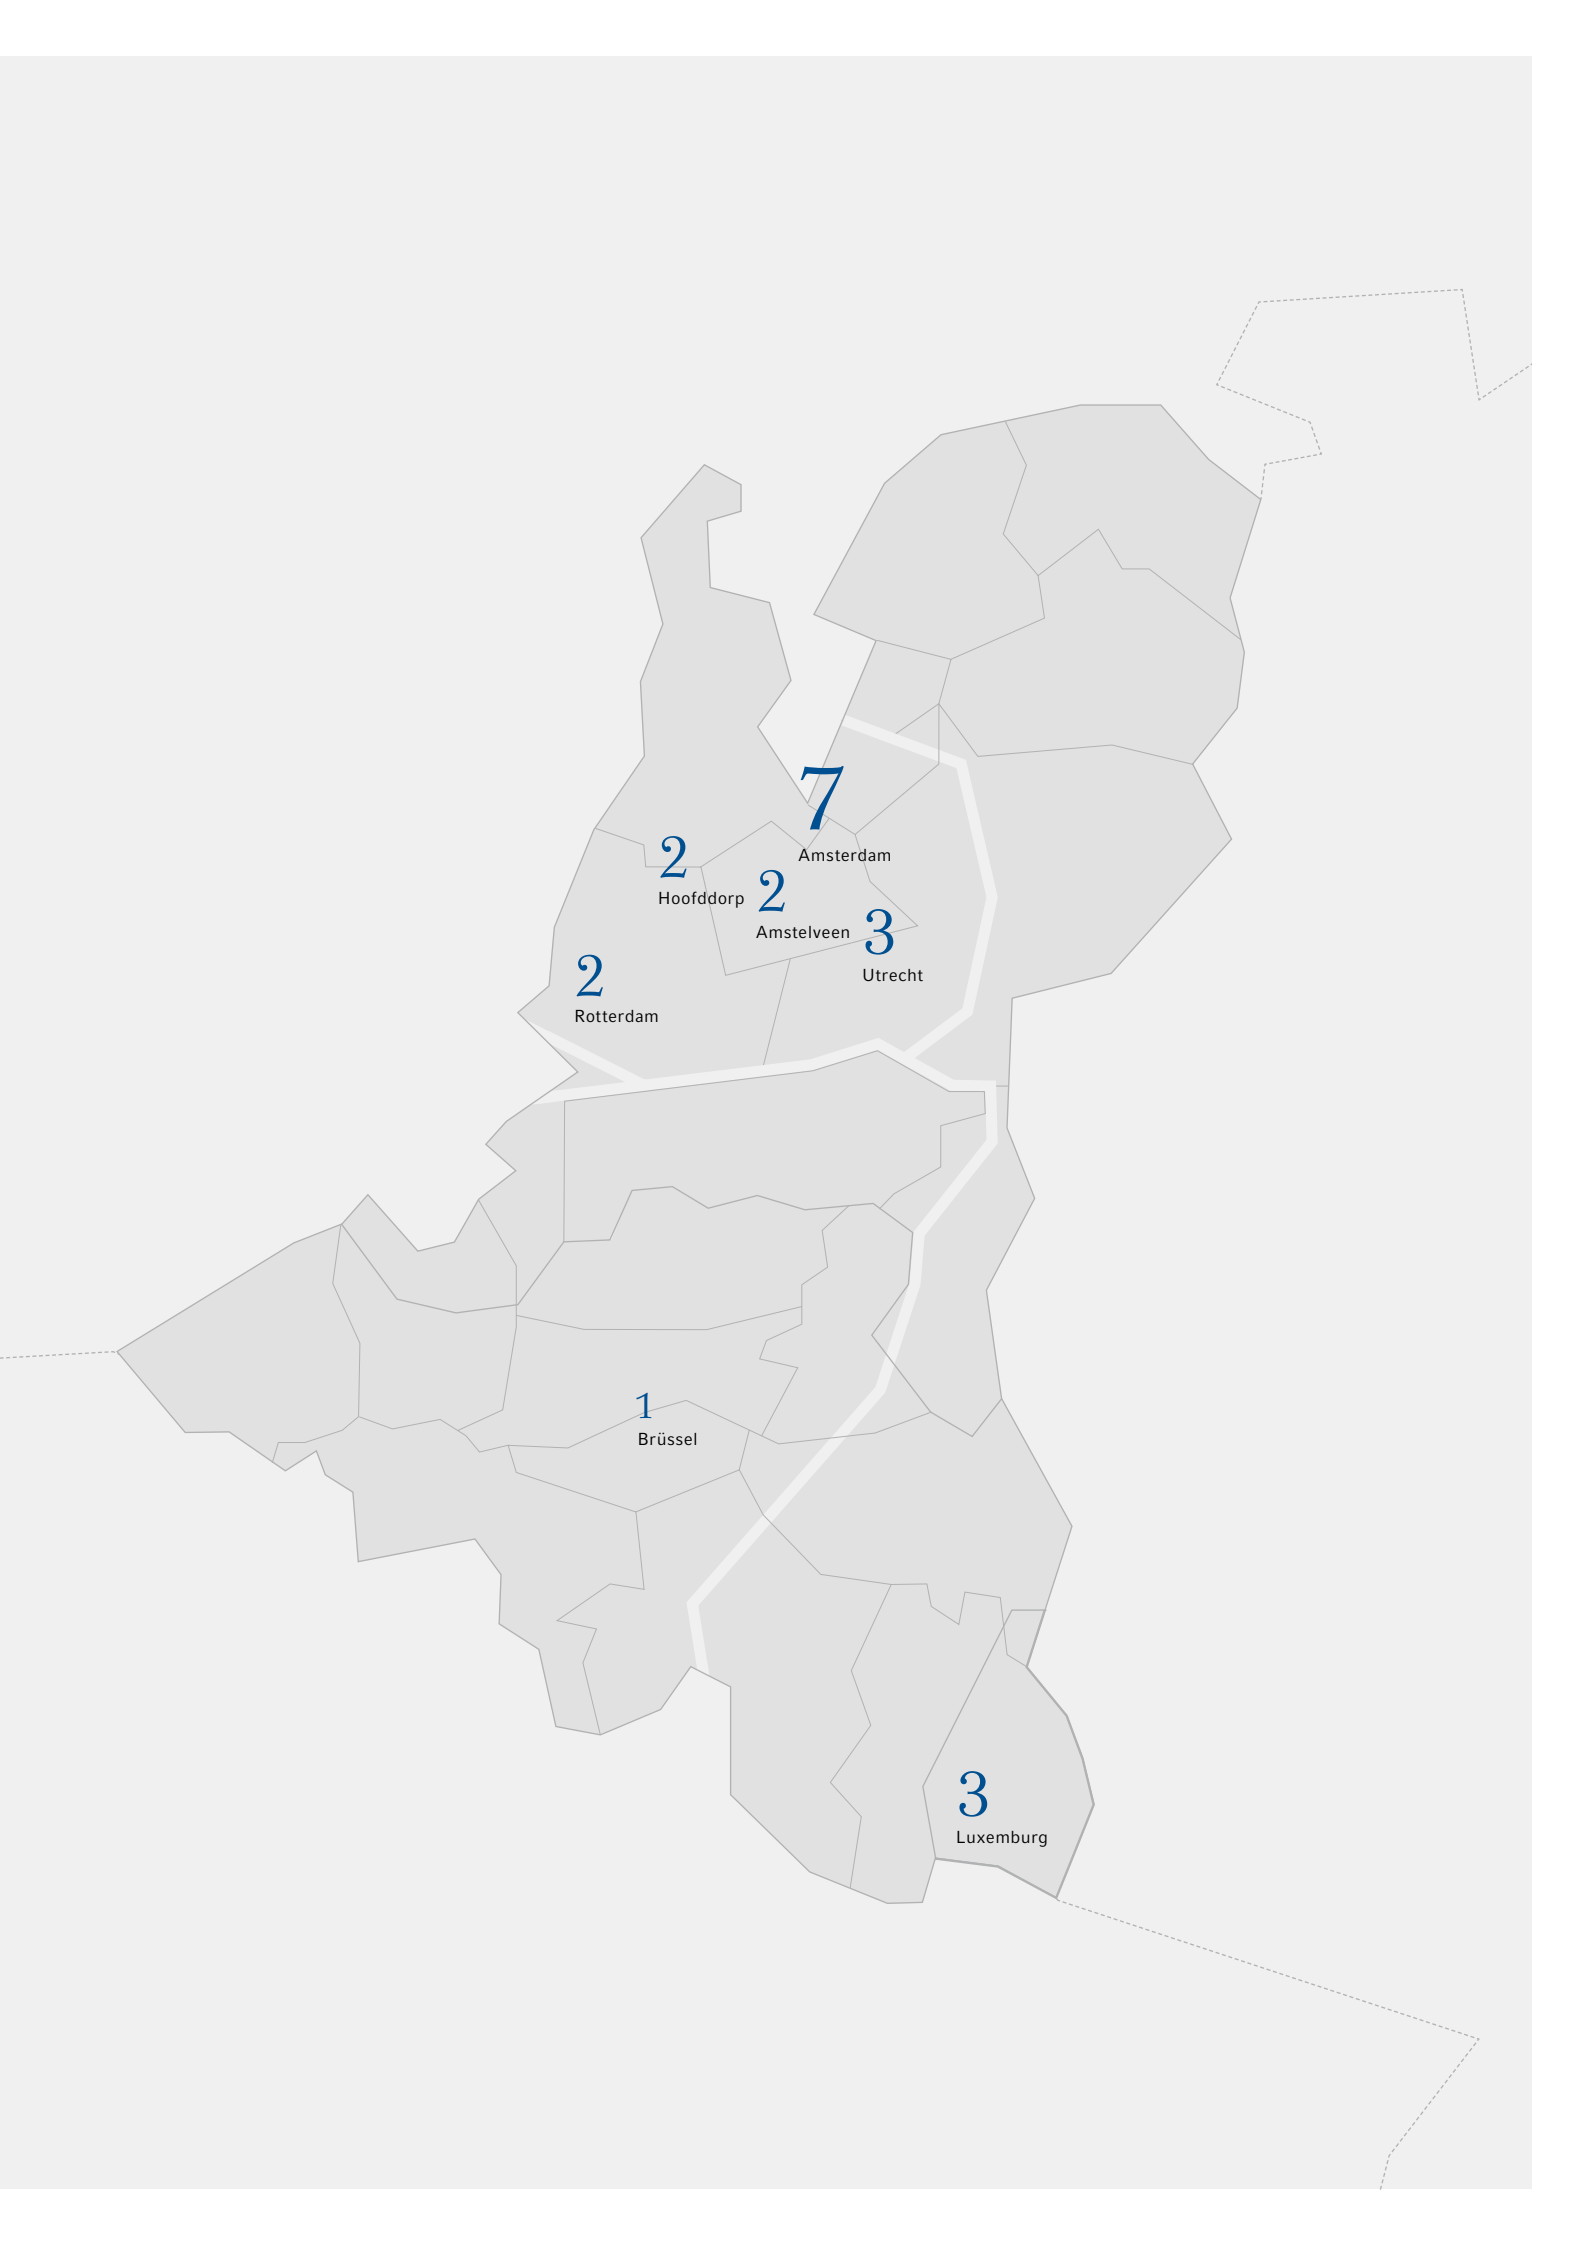 7
Amsterdam
2
Hoofddorp
2
Amstelveen
3
Utrecht
2
Rotterdam
1
Brüssel
3
Luxemburg